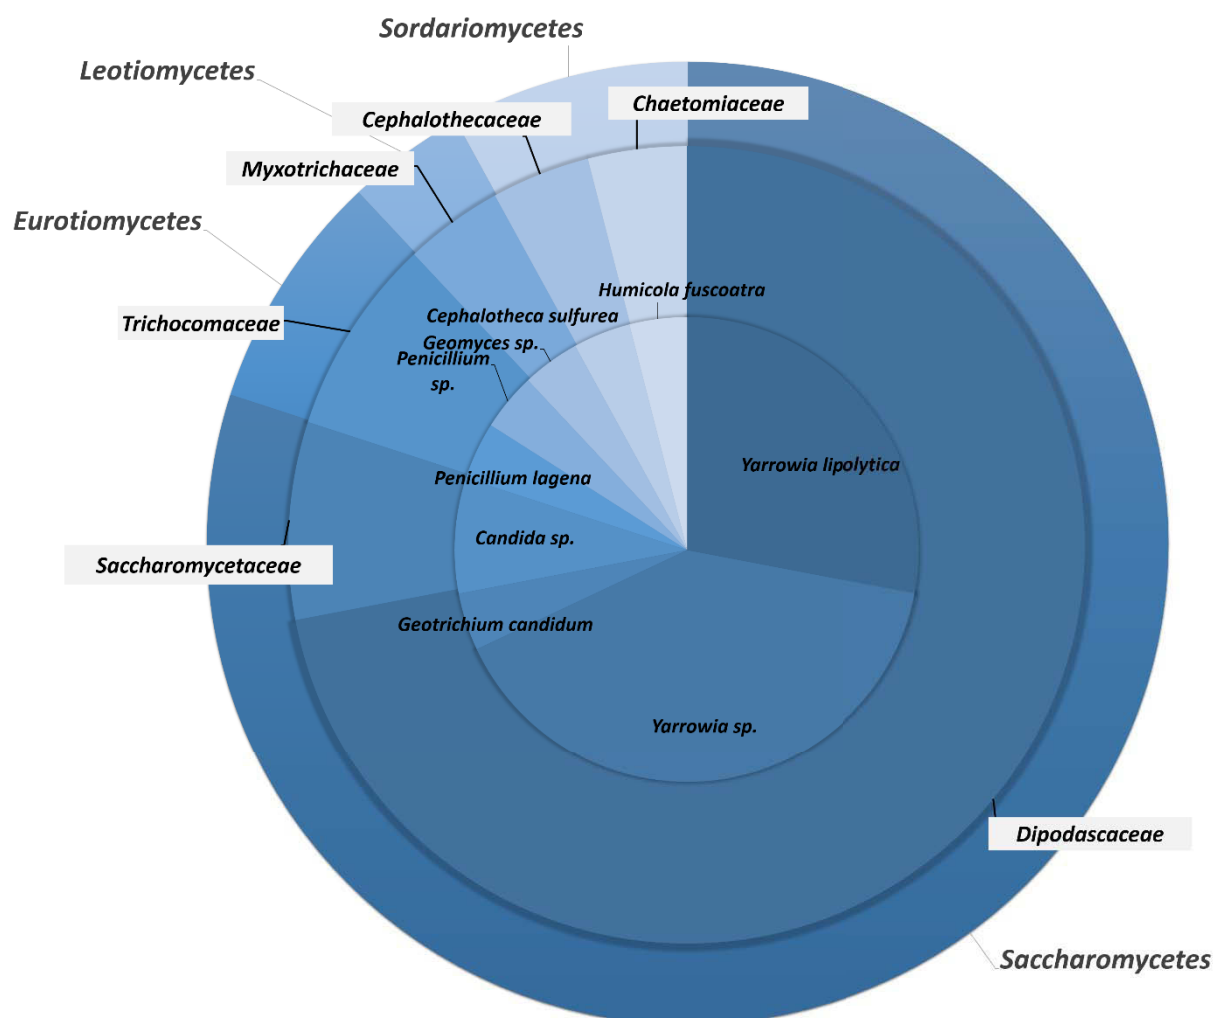 Sordariomycetes
Leotiomycetes
Chaetomiaceae
Cephalothecaceae
Myxotrichaceae
Eurotiomycetes
Humicola fuscoatra
Cephalotheca sulfurea
Trichocomaceae
Geomyces sp.
Penicillium
sp.
Yarrowia lipolytica
Penicillium lagena
Candida sp.
Saccharomycetaceae
Geotrichium candidum
Yarrowia sp.
Dipodascaceae
Saccharomycetes